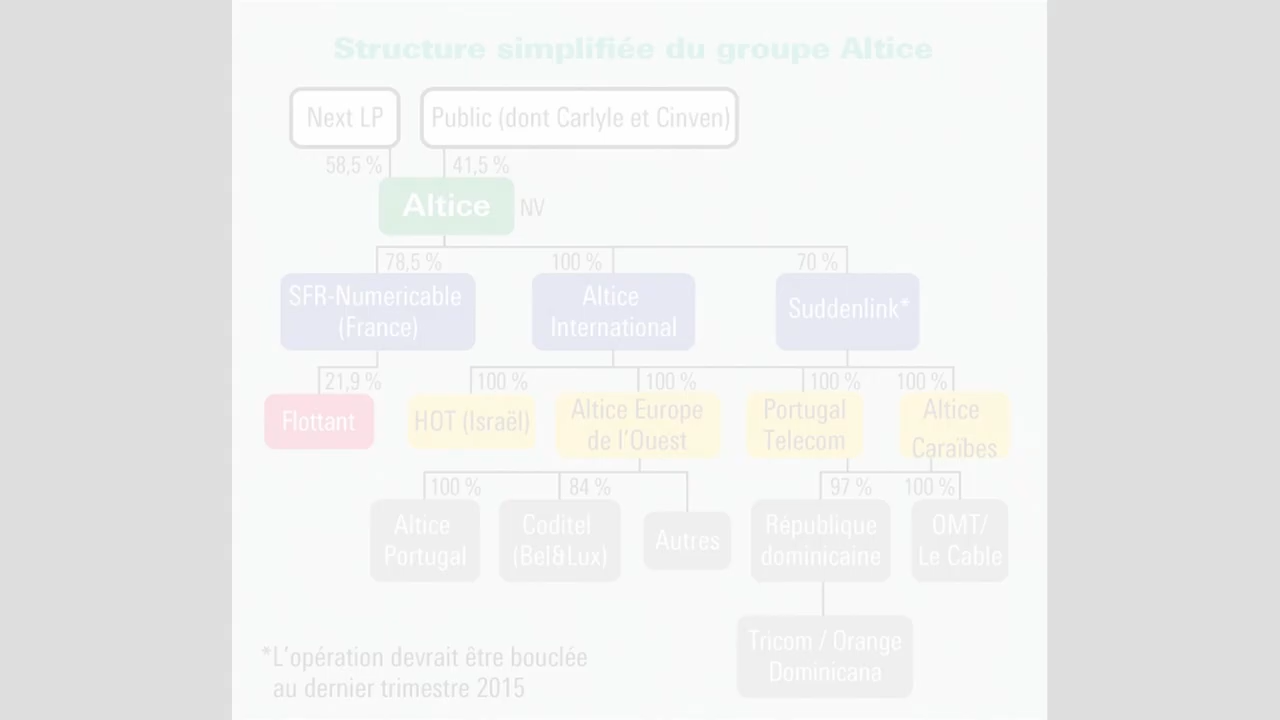 Structure simplifiée du groupe Altice
Next LP
Public (dont Carlyle et Cinven)
58,5 %
41,5 %
Altice
NV
78,5 %
100 %
70 %
SFR-Numericable
(France)
Altice
International
Suddenlink*
21,9 %
100 %
100 %
100 %
100 %
Flottant
HOT (Israël)
Altice Europe
de l'Ouest
Portugal
Telecom
Altice
Caraïbes
100 %
84 %
97 %
100 %
Altice
Portugal
Coditel
(Bel&Lux)
Autres
République
dominicaine
OMT/
Le Cable
Tricom / Orange
Dominicana
*L'opération devrait être bouclée
au dernier trimestre 2015